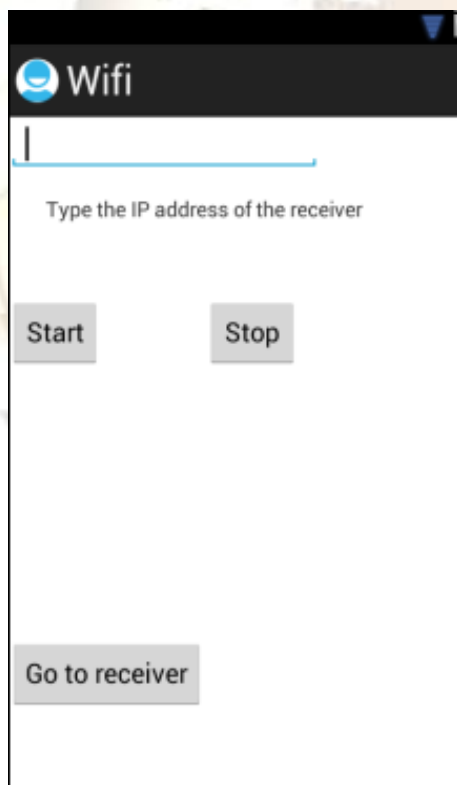 Wifi
Type the IP address of the receiver
Start Stop
Go to receiver